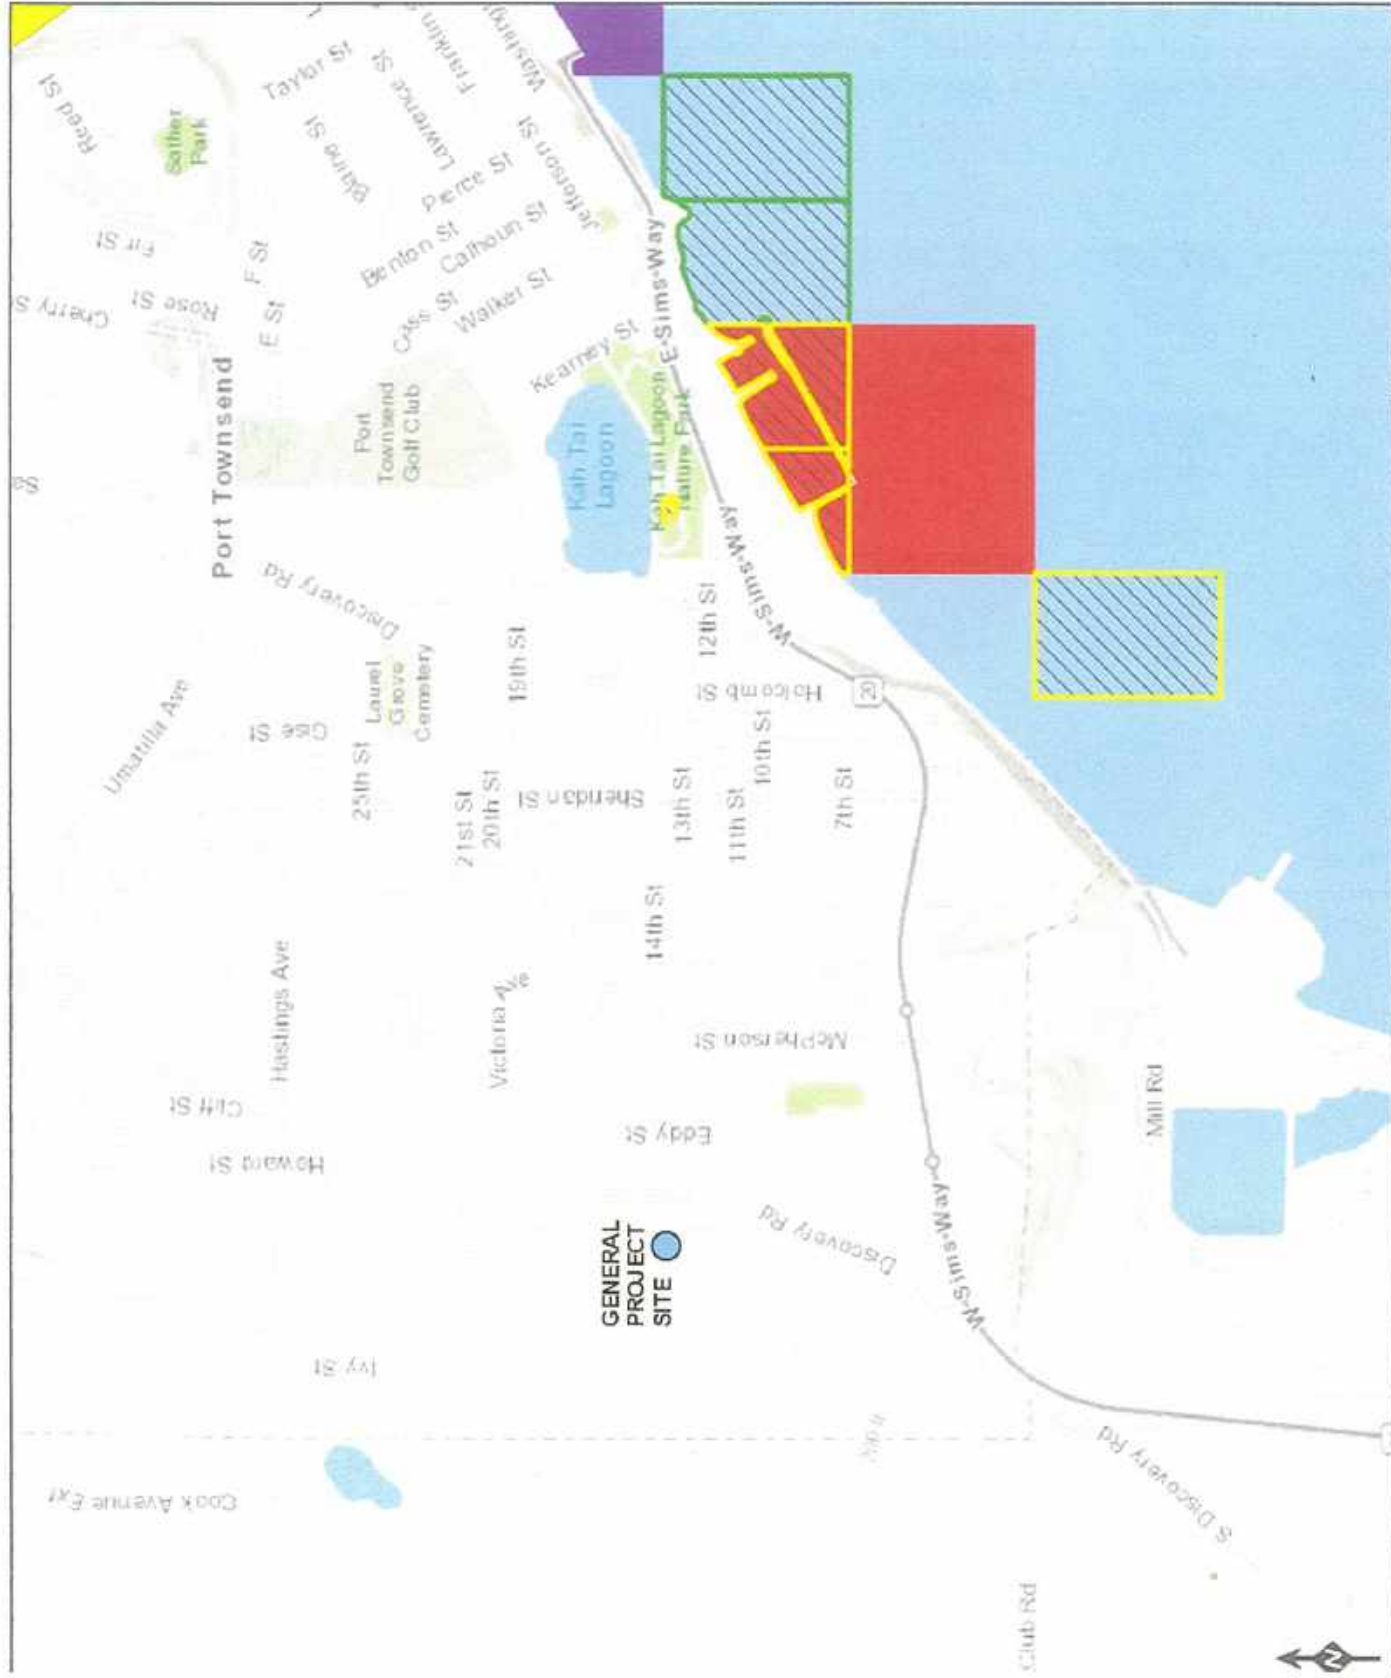 Reed St
Sather
Park
Taylor St
Franklin S
Washing
Lawrence St
Blaine St
Pierce St
Jefferson St
Fir St
F St
Benton St
Calhoun St
Cherry S
Rose St
E St
Cass St
Walker St
Kearney St
E-Sims-Way
Port Townsend
Port
Townsend
Golf Club
Kah Tai
Lagoon
Kah Tai Lagoon
Nature Park
Discovery Rd
W-Sims-Way
12th St
19th St
Laurel
Grove
Cemetery
Holcomb St
20
Umatilla Ave
25th St
21st St
20th St
Sheridan St
13th St
11th St
10th St
7th St
14th St
Hastings Ave
Victoria Ave
McPherson St
Cliff St
Howard St
Eddy St
Mill Rd
GENERAL
PROJECT
SITE
Discovery Rd
W-Sims-Way
Ivy St
Cook Avenue Ext
S Discovery Rd
Club Rd
N